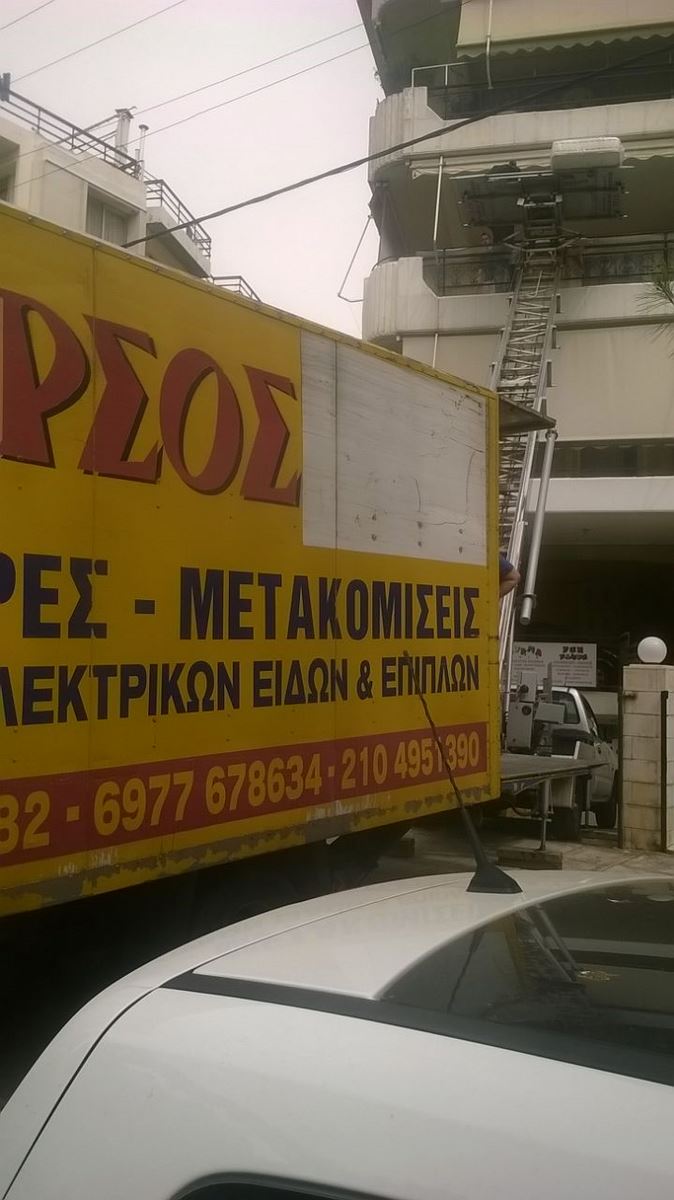 ΡΣΟΣ
ΡΕΣ - ΜΕΤΑΚΟΜΙΣΕΙΣ
ΛΕΚΤΡΙΚΩΝ ΕΙΔΩΝ & ΕΠΙΠΛΩΝ
82 · 6977 678634 · 210 4951390